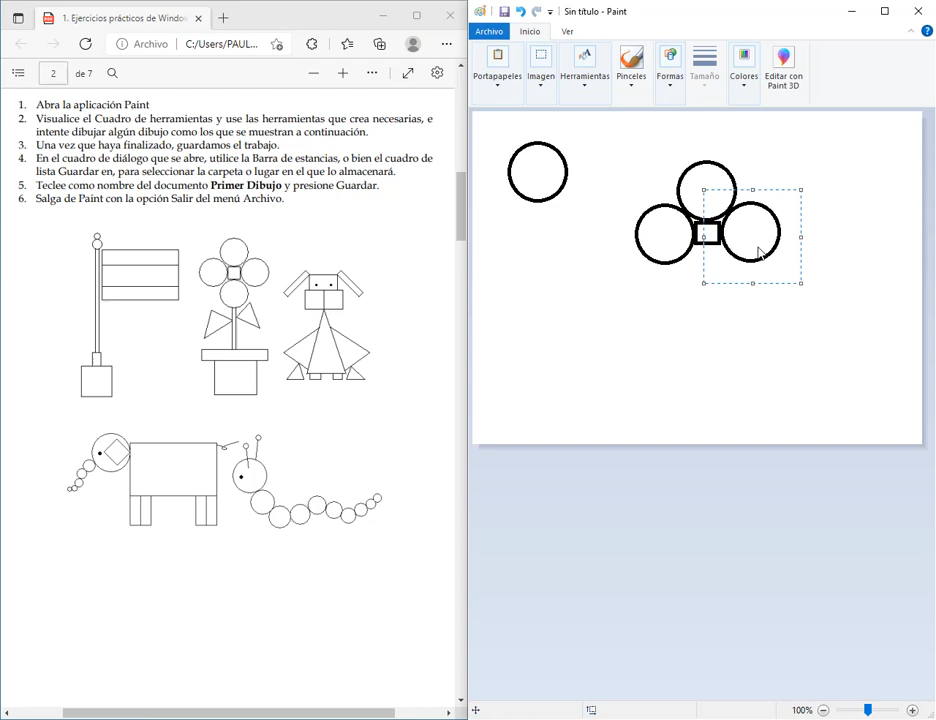 1. Ejercicios prácticos de Window
Archivo
C:/Users/PAUL...
2
de 7
1. Abra la aplicación Paint
2. Visualice el Cuadro de herramientas y use las herramientas que crea necesarias, e
intente dibujar algún dibujo como los que se muestran a continuación.
3. Una vez que haya finalizado, guardamos el trabajo.
4. En el cuadro de diálogo que se abre, utilice la Barra de estancias, o bien el cuadro de
lista Guardar en, para seleccionar la carpeta o lugar en el que lo almacenará.
5. Teclee como nombre del documento Primer Dibujo y presione Guardar.
6. Salga de Paint con la opción Salir del menú Archivo.
Sin título - Paint
Archivo Inicio Ver
Portapapeles
Imagen
Herramientas
Pinceles
Formas
Tamaño
Colores
Editar con
Paint 3D
100%